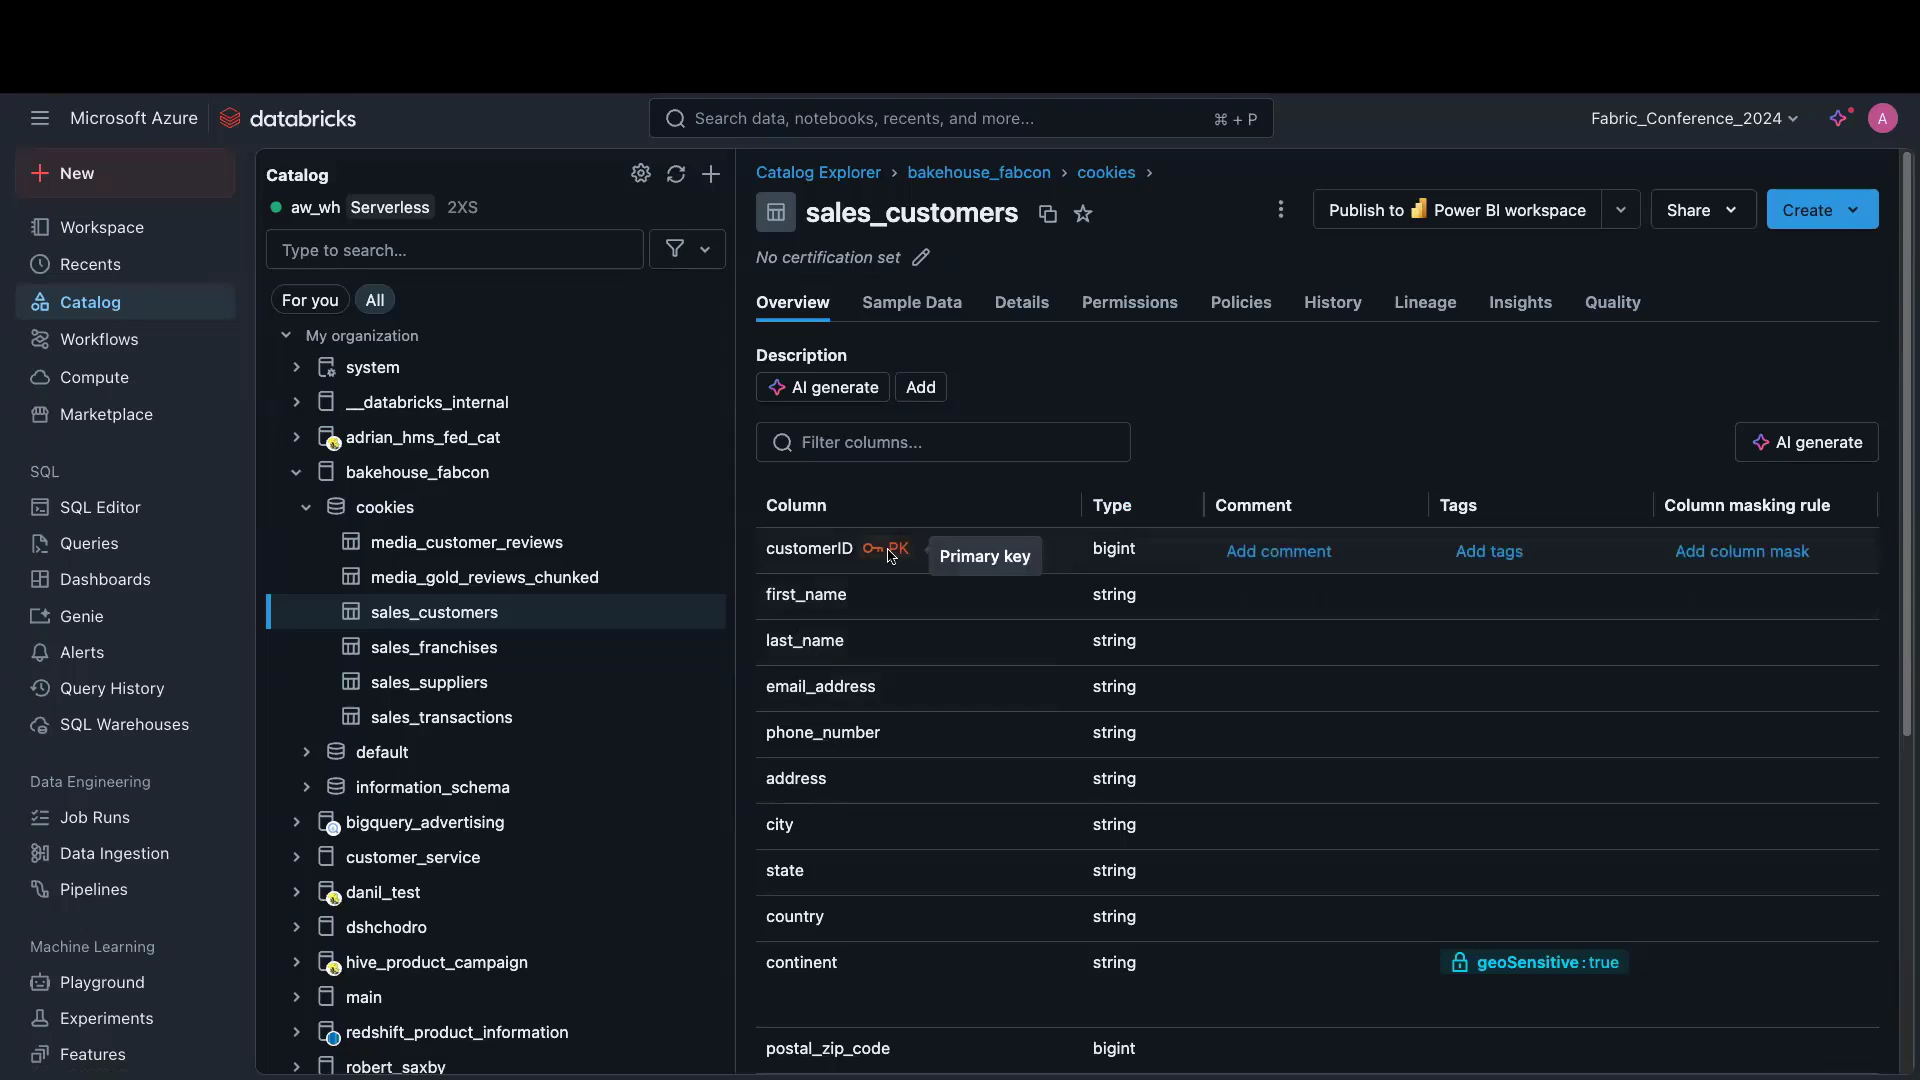 Microsoft Azure databricks Search data, notebooks, recents, and more... ⌘ + P Fabric_Conference_2024 A
New
Workspace
Recents
Catalog
Workflows
Compute
Marketplace
SQL
SQL Editor
Queries
Dashboards
Genie
Alerts
Query History
SQL Warehouses
Data Engineering
Job Runs
Data Ingestion
Pipelines
Machine Learning
Playground
Experiments
Features
Catalog
aw_wh Serverless 2XS
Type to search...
For you All
My organization
system
__databricks_internal
adrian_hms_fed_cat
bakehouse_fabcon
cookies
media_customer_reviews
media_gold_reviews_chunked
sales_customers
sales_franchises
sales_suppliers
sales_transactions
default
information_schema
bigquery_advertising
customer_service
danil_test
dshchodro
hive_product_campaign
main
redshift_product_information
robert_saxby
Catalog Explorer › bakehouse_fabcon › cookies ›
sales_customers Publish to Power BI workspace Share Create
No certification set
Overview Sample Data Details Permissions Policies History Lineage Insights Quality
Description
AI generate Add
Filter columns... AI generate
Column Type Comment Tags Column masking rule
customerID PK Primary key bigint Add comment Add tags Add column mask
first_name string
last_name string
email_address string
phone_number string
address string
city string
state string
country string
continent string geoSensitive : true
postal_zip_code bigint